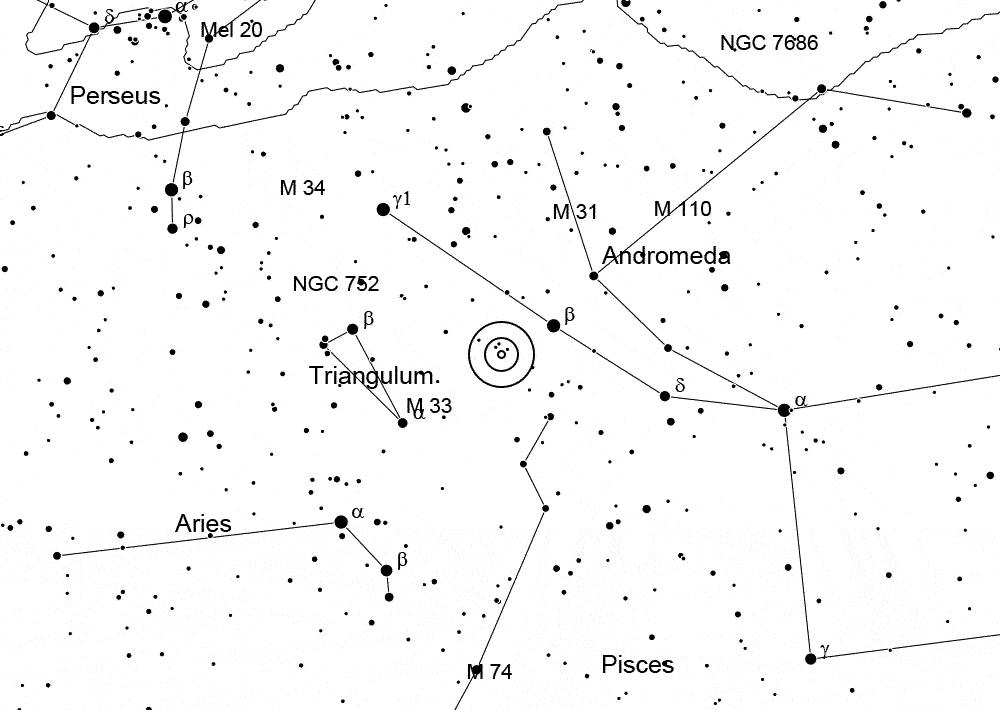 δ
α
Mel 20
NGC 7686
Perseus
β
M 34
γ1
ρ
M 31
M 110
Andromeda
NGC 752
β
β
Triangulum
δ
α
M 33
α
Aries
α
β
γ
M 74
Pisces